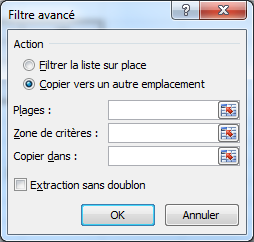 Filtre avancé
Action
Filtrer la liste sur place
Copier vers un autre emplacement
Plages :
Zone de critères :
Copier dans :
Extraction sans doublon
OK Annuler